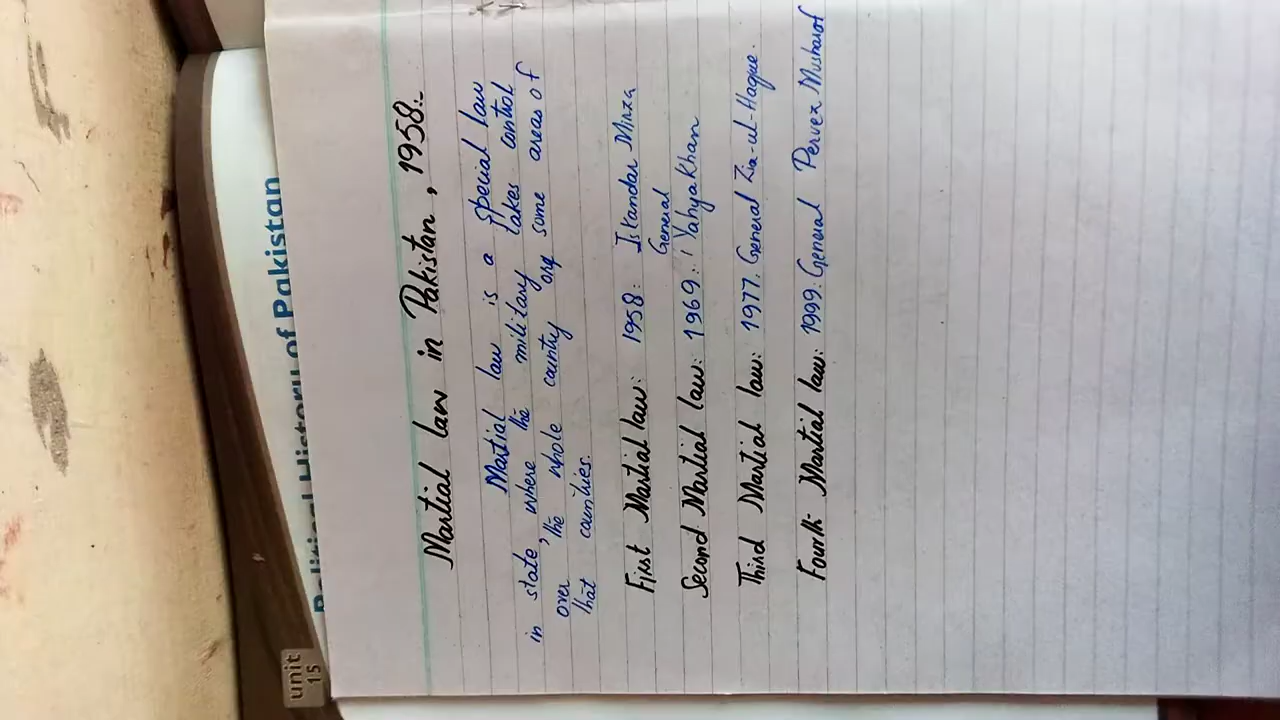 Political History of Pakistan
unit
15
Martial law in Pakistan, 1958:-
Martial law is a special law
in state, where the military takes control
over, the whole country org some areas of
that countries.
First Martial law: 1958: Iskandar Mirza
General
Second Martial law: 1969: Yahya Khan
Third Martial law: 1977: General Zia-ul-Haque.
Fourth Martial law: 1999: General Pervez Musharof